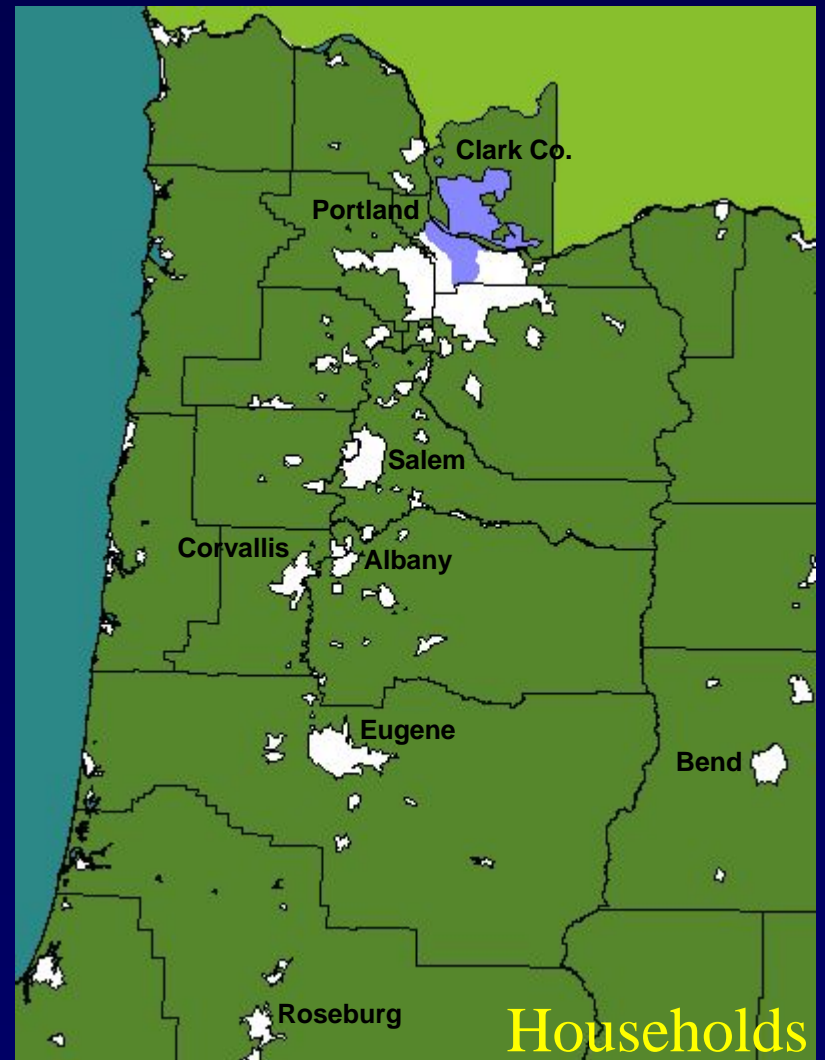 Clark Co.
Portland
Salem
Corvallis
Albany
Eugene
Bend
Roseburg
Households